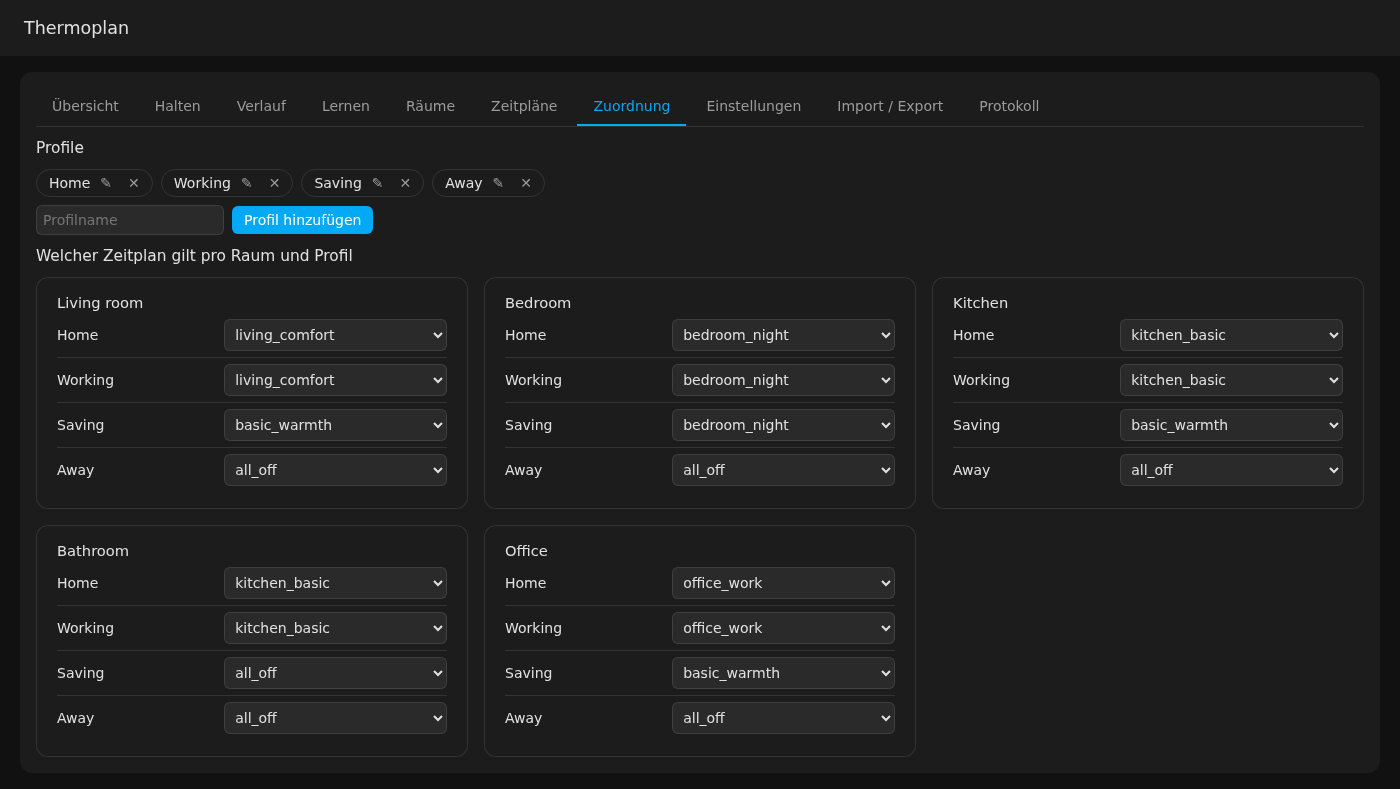 Thermoplan
Übersicht Halten Verlauf Lernen Räume Zeitpläne Zuordnung Einstellungen Import / Export Protokoll
Profile
Home ✎ ✕ Working ✎ ✕ Saving ✎ ✕ Away ✎ ✕
Profilname Profil hinzufügen
Welcher Zeitplan gilt pro Raum und Profil
Living room
Home living_comfort
Working living_comfort
Saving basic_warmth
Away all_off
Bedroom
Home bedroom_night
Working bedroom_night
Saving bedroom_night
Away all_off
Kitchen
Home kitchen_basic
Working kitchen_basic
Saving basic_warmth
Away all_off
Bathroom
Home kitchen_basic
Working kitchen_basic
Saving all_off
Away all_off
Office
Home office_work
Working office_work
Saving basic_warmth
Away all_off